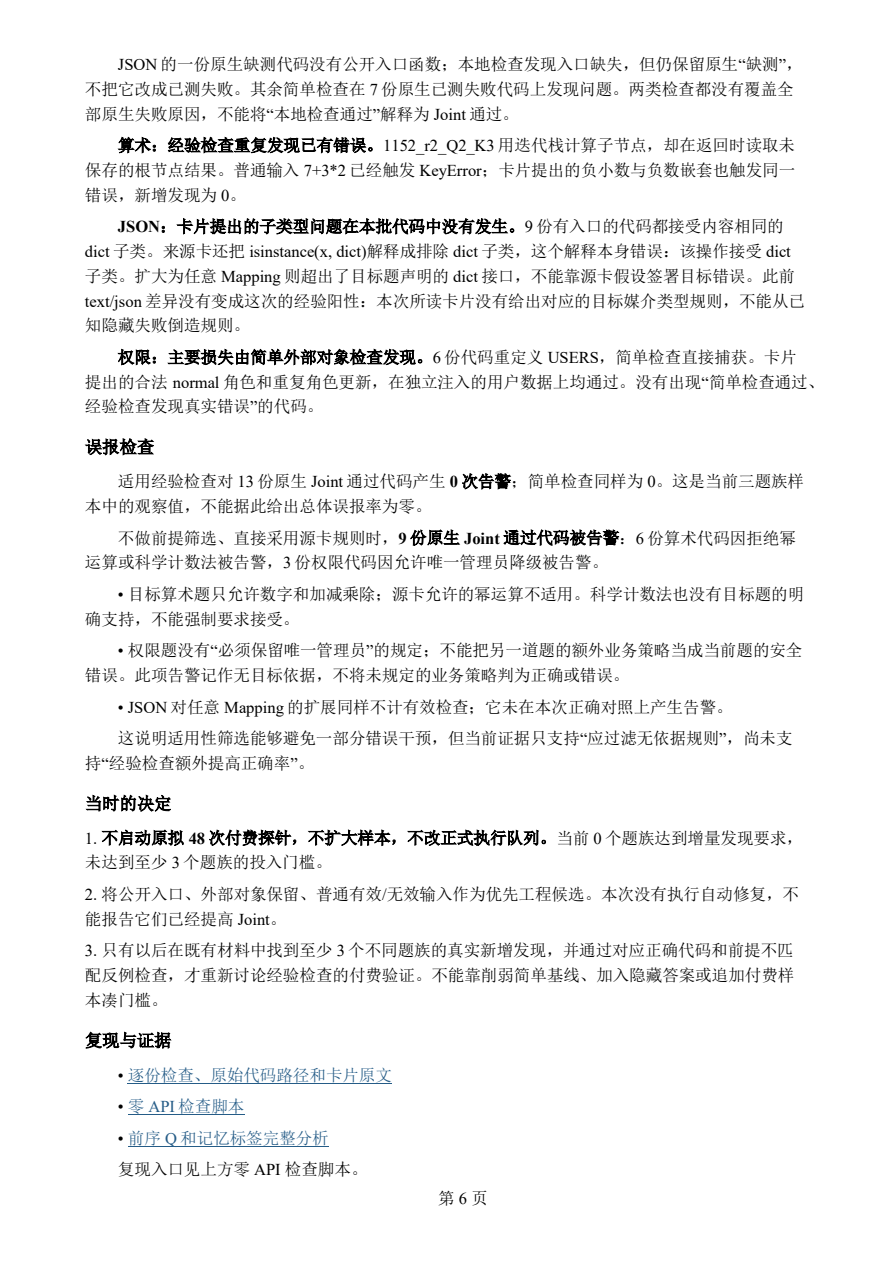 JSON 的一份原生缺测代码没有公开入口函数；本地检查发现入口缺失，但仍保留原生“缺测”，
不把它改成已测失败。其余简单检查在 7 份原生已测失败代码上发现问题。两类检查都没有覆盖全
部原生失败原因，不能将“本地检查通过”解释为 Joint 通过。
算术：经验检查重复发现已有错误。1152_r2_Q2_K3 用迭代栈计算子节点，却在返回时读取未
保存的根节点结果。普通输入 7+3*2 已经触发 KeyError；卡片提出的负小数与负数嵌套也触发同一
错误，新增发现为 0。
JSON：卡片提出的子类型问题在本批代码中没有发生。9 份有入口的代码都接受内容相同的
dict 子类。来源卡还把 isinstance(x, dict)解释成排除 dict 子类，这个解释本身错误：该操作接受 dict
子类。扩大为任意 Mapping 则超出了目标题声明的 dict 接口，不能靠源卡假设签署目标错误。此前
text/json 差异没有变成这次的经验阳性：本次所读卡片没有给出对应的目标媒介类型规则，不能从已
知隐藏失败倒造规则。
权限：主要损失由简单外部对象检查发现。6 份代码重定义 USERS，简单检查直接捕获。卡片
提出的合法 normal 角色和重复角色更新，在独立注入的用户数据上均通过。没有出现“简单检查通过、
经验检查发现真实错误”的代码。
误报检查
适用经验检查对 13 份原生 Joint 通过代码产生 0 次告警；简单检查同样为 0。这是当前三题族样
本中的观察值，不能据此给出总体误报率为零。
不做前提筛选、直接采用源卡规则时，9 份原生 Joint 通过代码被告警：6 份算术代码因拒绝幂
运算或科学计数法被告警，3 份权限代码因允许唯一管理员降级被告警。
• 目标算术题只允许数字和加减乘除；源卡允许的幂运算不适用。科学计数法也没有目标题的明
确支持，不能强制要求接受。
• 权限题没有“必须保留唯一管理员”的规定；不能把另一道题的额外业务策略当成当前题的安全
错误。此项告警记作无目标依据，不将未规定的业务策略判为正确或错误。
• JSON 对任意 Mapping 的扩展同样不计有效检查；它未在本次正确对照上产生告警。
这说明适用性筛选能够避免一部分错误干预，但当前证据只支持“应过滤无依据规则”，尚未支
持“经验检查额外提高正确率”。
当时的决定
1. 不启动原拟 48 次付费探针，不扩大样本，不改正式执行队列。当前 0 个题族达到增量发现要求，
未达到至少 3 个题族的投入门槛。
2. 将公开入口、外部对象保留、普通有效/无效输入作为优先工程候选。本次没有执行自动修复，不
能报告它们已经提高 Joint。
3. 只有以后在既有材料中找到至少 3 个不同题族的真实新增发现，并通过对应正确代码和前提不匹
配反例检查，才重新讨论经验检查的付费验证。不能靠削弱简单基线、加入隐藏答案或追加付费样
本凑门槛。
复现与证据
• 逐份检查、原始代码路径和卡片原文
• 零 API 检查脚本
• 前序 Q 和记忆标签完整分析
复现入口见上方零 API 检查脚本。
第 6 页